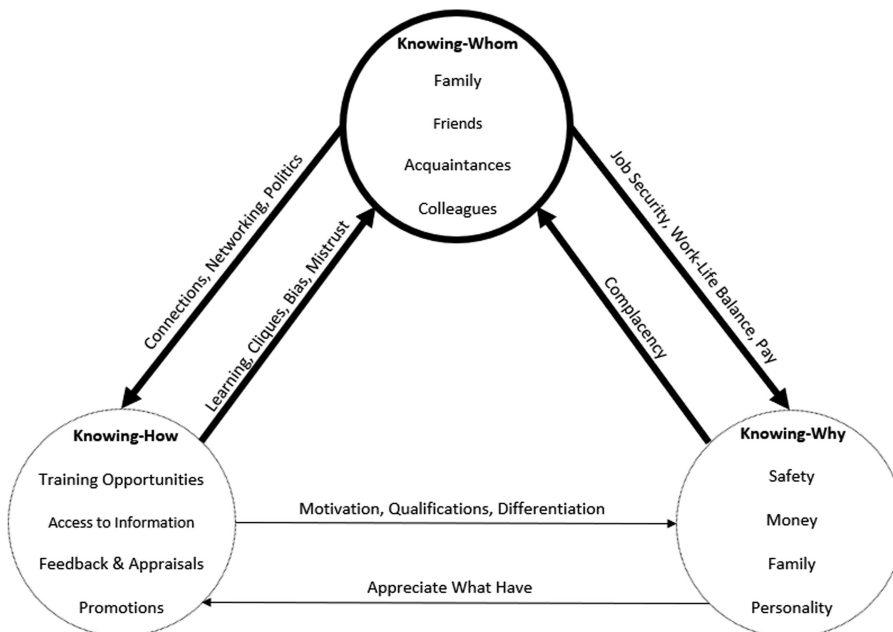 Knowing-Whom
Family
Friends
Acquaintances
Colleagues
Connections, Networking, Politics
Learning, Cliques, Bias, Mistrust
Complacency
Job Security, Work-Life Balance, Pay
Knowing-How
Training Opportunities
Access to Information
Feedback & Appraisals
Promotions
Motivation, Qualifications, Differentiation
Appreciate What Have
Knowing-Why
Safety
Money
Family
Personality